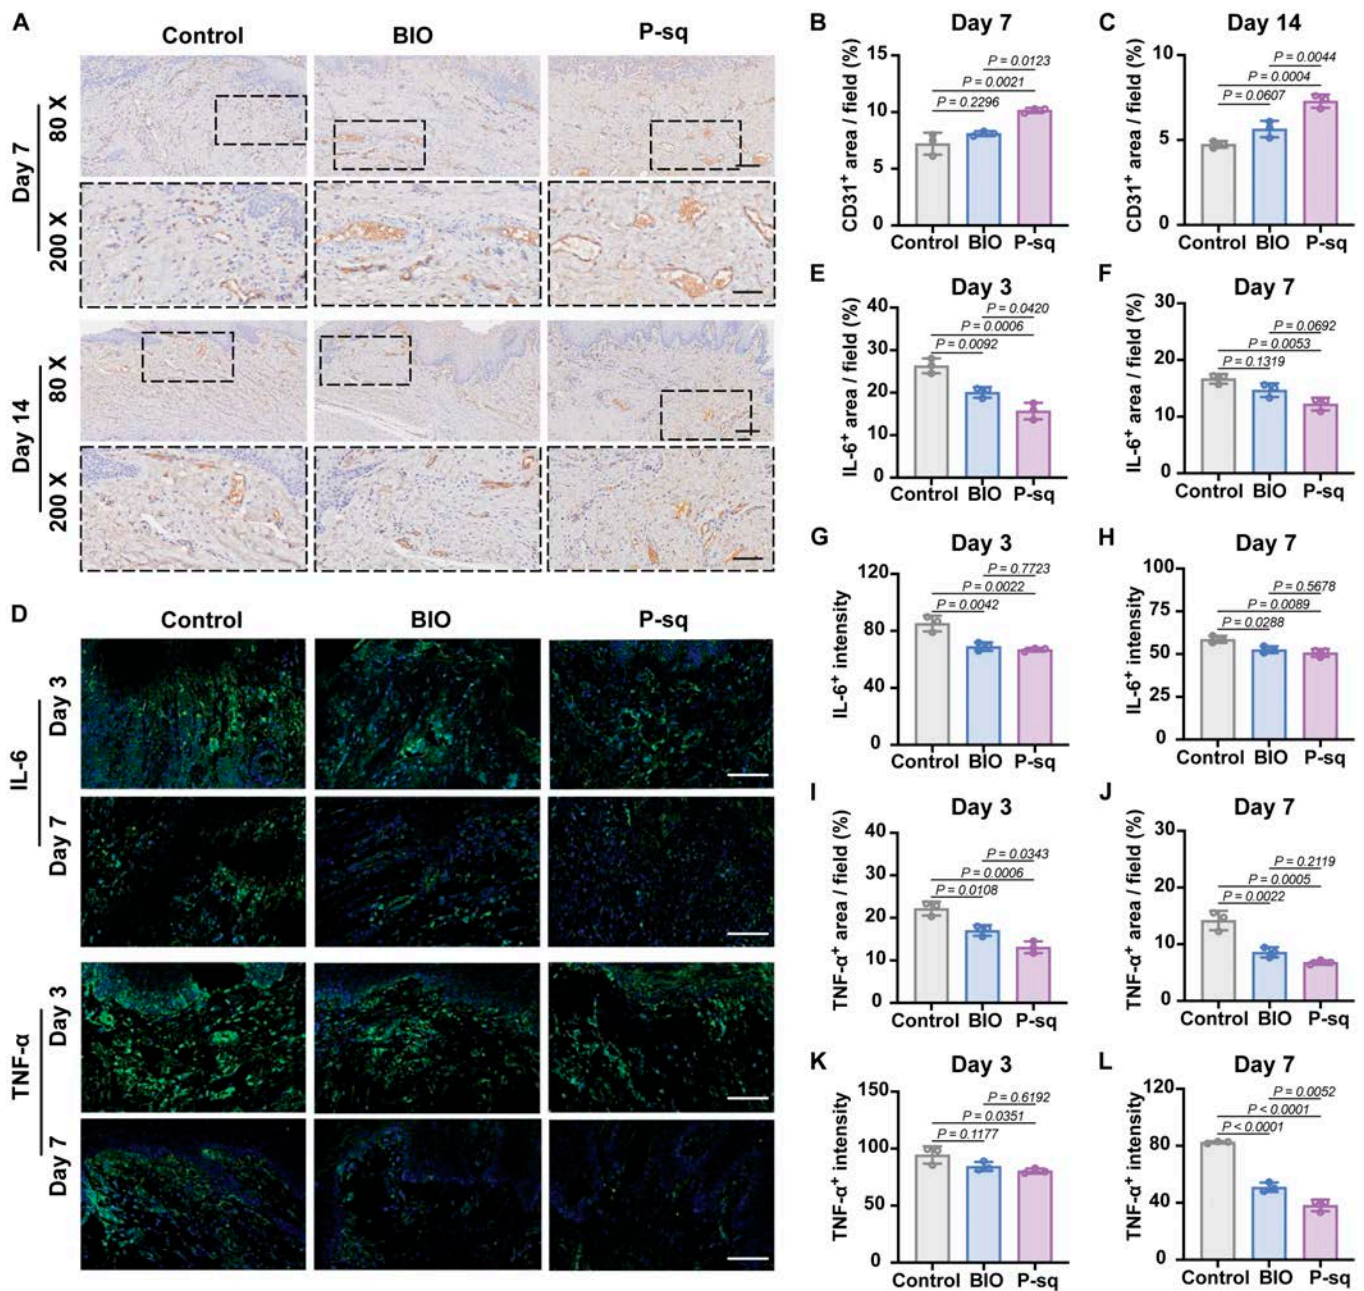 A
Control BIO P-sq
Day 7
80 X
200 X
Day 14
80 X
200 X
B
Day 7
CD31⁺ area / field (%)
15
10
5
0
P = 0.0123
P = 0.0021
P = 0.2296
Control BIO P-sq
C
Day 14
CD31⁺ area / field (%)
10
5
0
P = 0.0044
P = 0.0004
P = 0.0607
Control BIO P-sq
D
Control BIO P-sq
IL-6
Day 3
Day 7
TNF-α
Day 3
Day 7
E
Day 3
IL-6⁺ area / field (%)
40
30
20
10
0
P = 0.0420
P = 0.0006
P = 0.0092
Control BIO P-sq
F
Day 7
IL-6⁺ area / field (%)
30
20
10
0
P = 0.0692
P = 0.0053
P = 0.1319
Control BIO P-sq
G
Day 3
IL-6⁺ intensity
120
80
40
0
P = 0.7723
P = 0.0022
P = 0.0042
Control BIO P-sq
H
Day 7
IL-6⁺ intensity
100
75
50
25
0
P = 0.5678
P = 0.0089
P = 0.0288
Control BIO P-sq
I
Day 3
TNF-α⁺ area / field (%)
40
30
20
10
0
P = 0.0343
P = 0.0006
P = 0.0108
Control BIO P-sq
J
Day 7
TNF-α⁺ area / field (%)
30
20
10
0
P = 0.2119
P = 0.0005
P = 0.0022
Control BIO P-sq
K
Day 3
TNF-α⁺ intensity
150
100
50
0
P = 0.6192
P = 0.0351
P = 0.1177
Control BIO P-sq
L
Day 7
TNF-α⁺ intensity
120
80
40
0
P = 0.0052
P < 0.0001
P < 0.0001
Control BIO P-sq